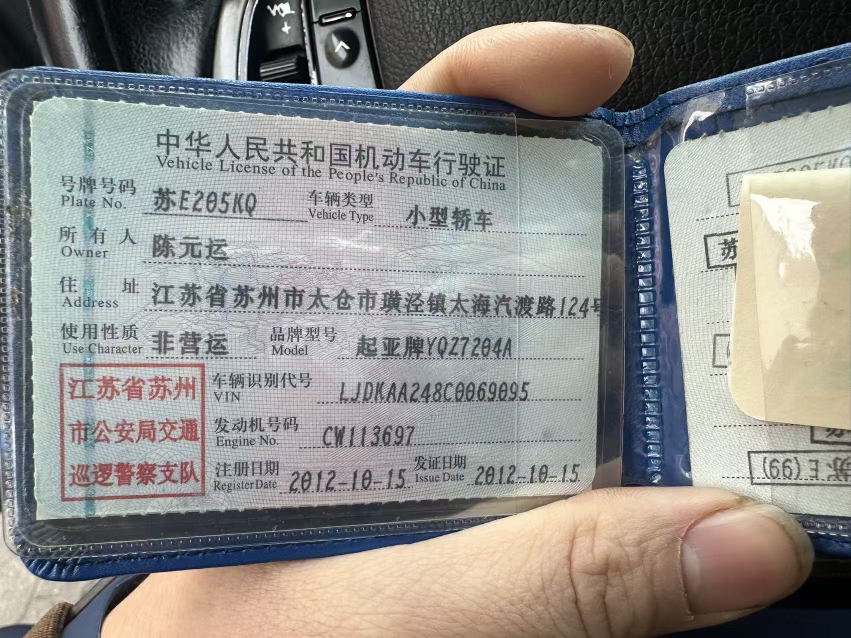 VOL
+
中华人民共和国机动车行驶证
Vehicle License of the People's Republic of China
号牌号码 苏E205KQ 车辆类型 小型轿车
Plate No. Vehicle Type
所有人 陈元运
Owner
住址 江苏省苏州市太仓市璜泾镇太海汽渡路124号
Address
使用性质 非营运 品牌型号 起亚牌YQZ7204A
Use Character Model
江苏省苏州
市公安局交通
巡逻警察支队
车辆识别代号 LJDKAA248C0069095
VIN
发动机号码 CW113697
Engine No.
注册日期 2012-10-15 发证日期 2012-10-15
Register Date Issue Date
苏
苏E(99)